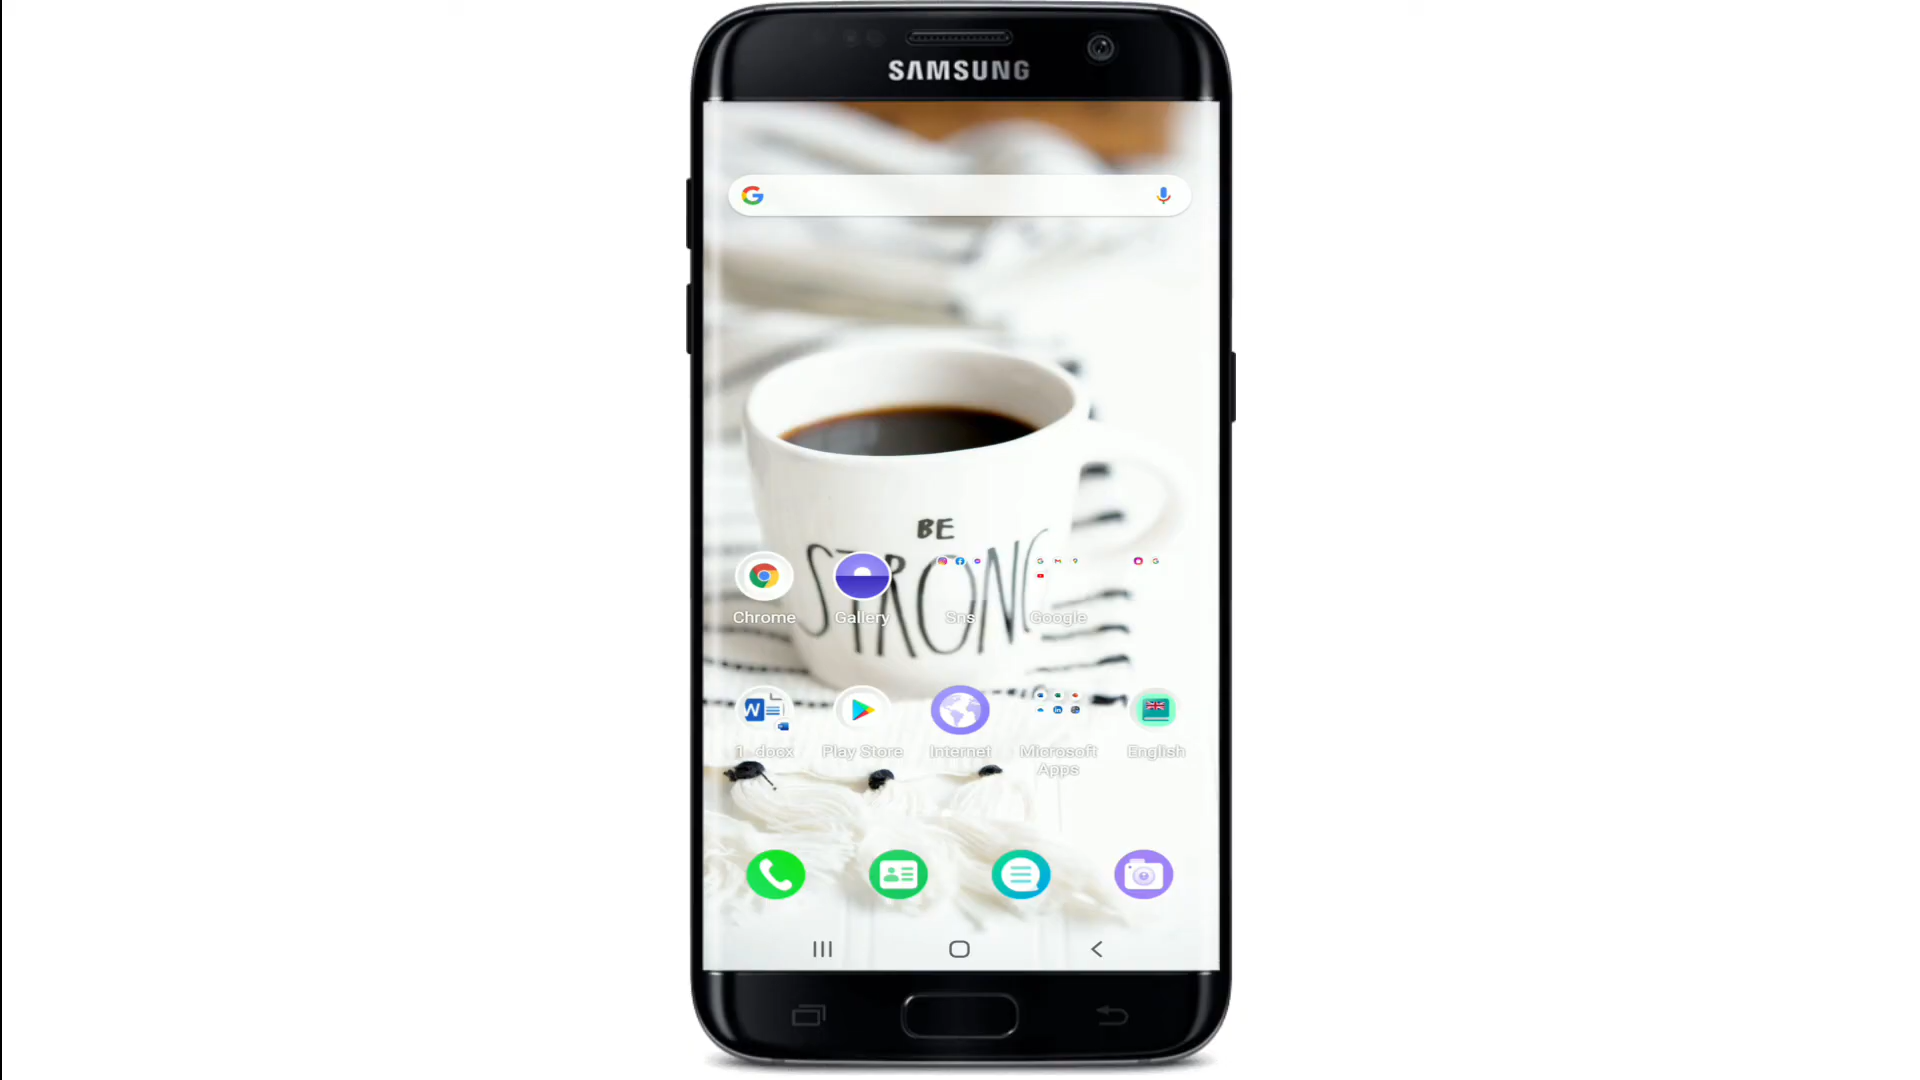 SAMSUNG
BE
STRONG
Chrome
Gallery
Sns
Google
1...docx
Play Store
Internet
Microsoft Apps
English